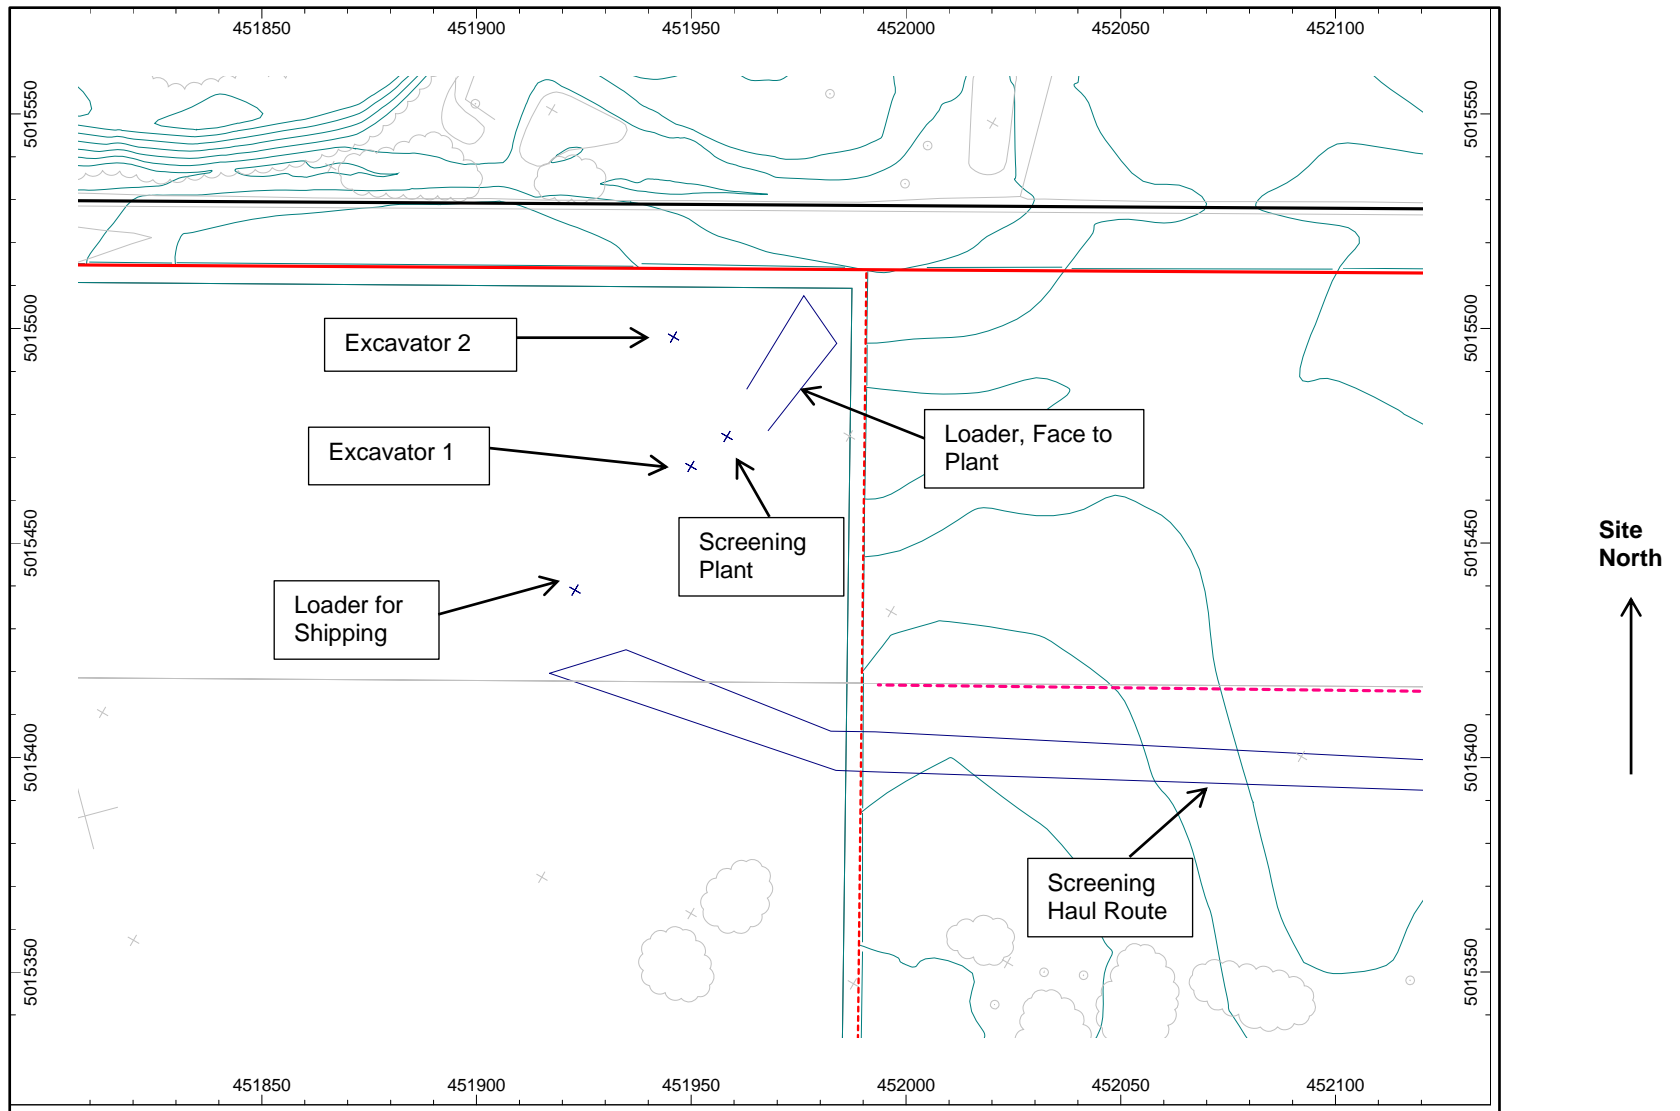 451850 451900 451950 452000 452050 452100
5015550
5015550
5015500
5015500
Excavator 2
Loader, Face to
Plant
Excavator 1
Screening
Plant
5015450
5015450
Site
North
Loader for
Shipping
5015400
5015400
Screening
Haul Route
5015350
5015350
451850 451900 451950 452000 452050 452100